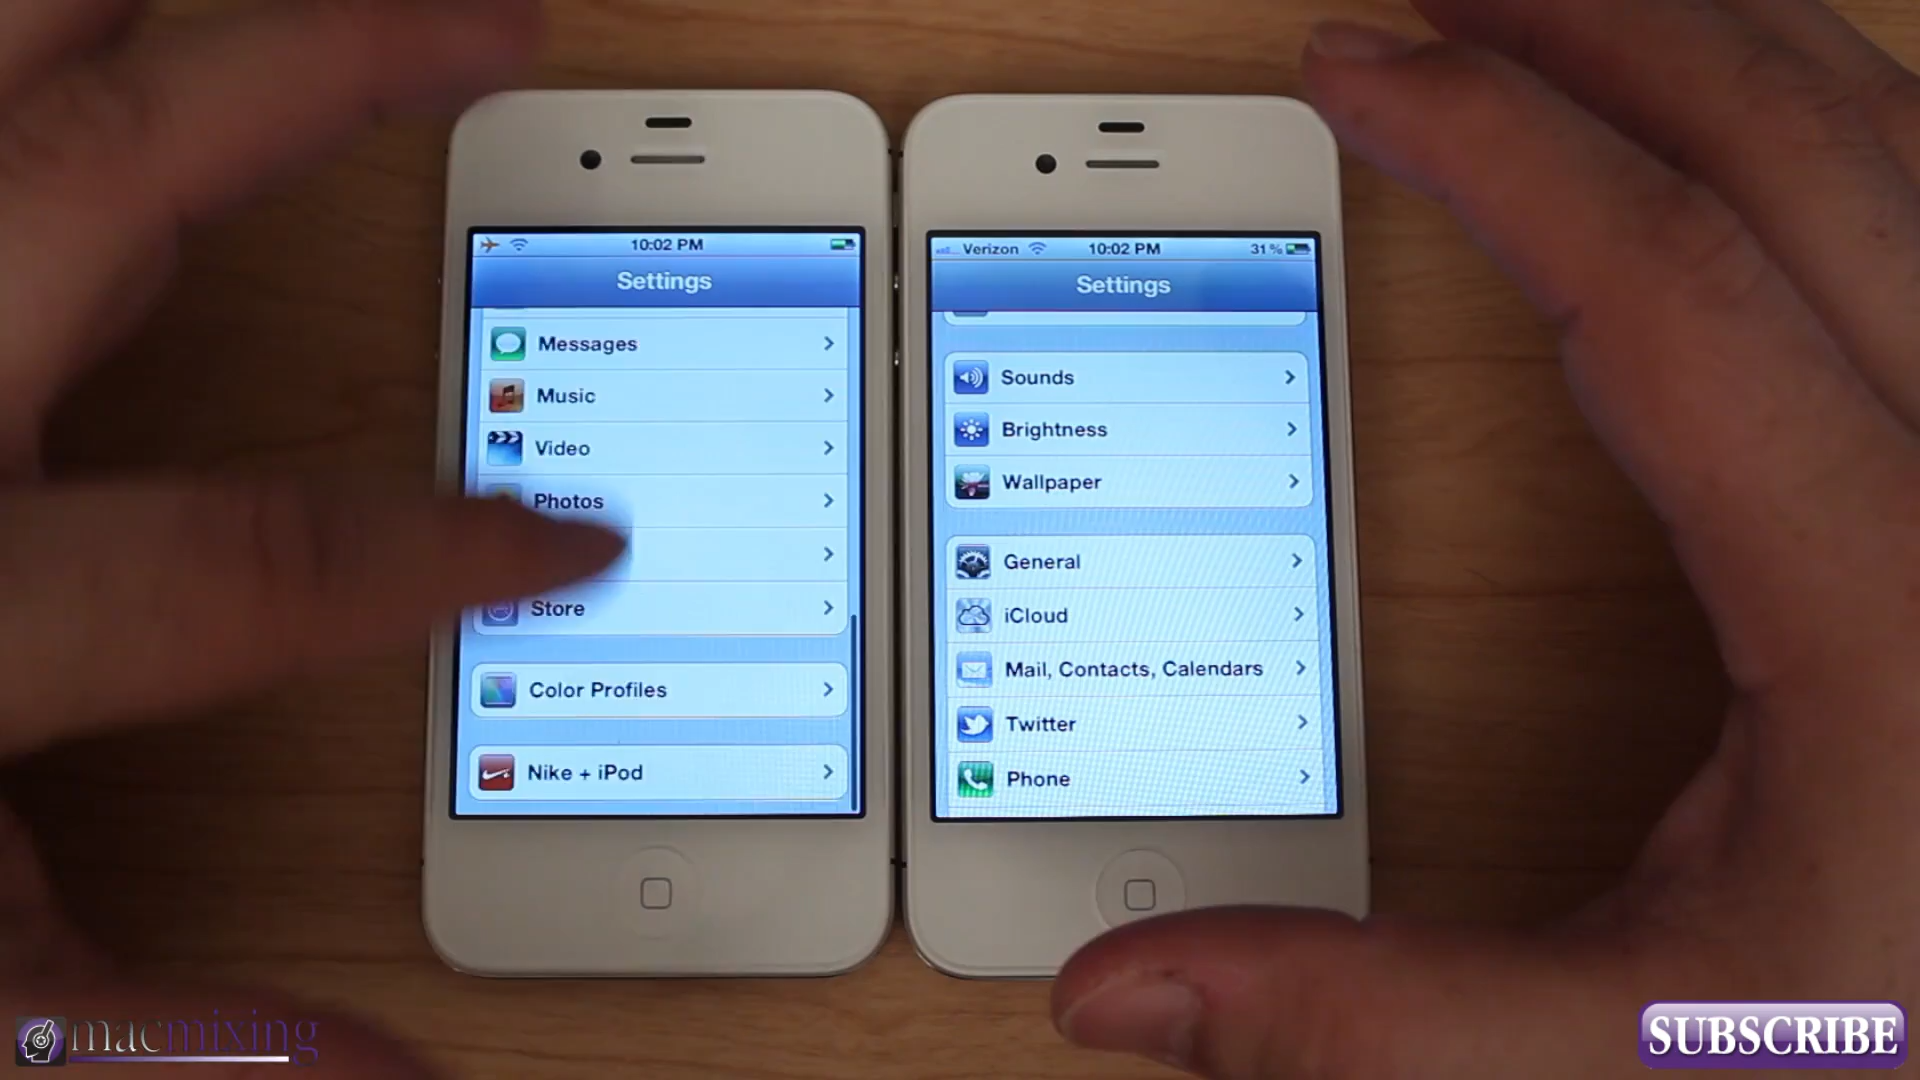 10:02 PM
Settings
Messages
Music
Video
Photos
Store
Color Profiles
Nike + iPod
Verizon 10:02 PM 31%
Settings
Sounds
Brightness
Wallpaper
General
iCloud
Mail, Contacts, Calendars
Twitter
Phone
macmixing
SUBSCRIBE